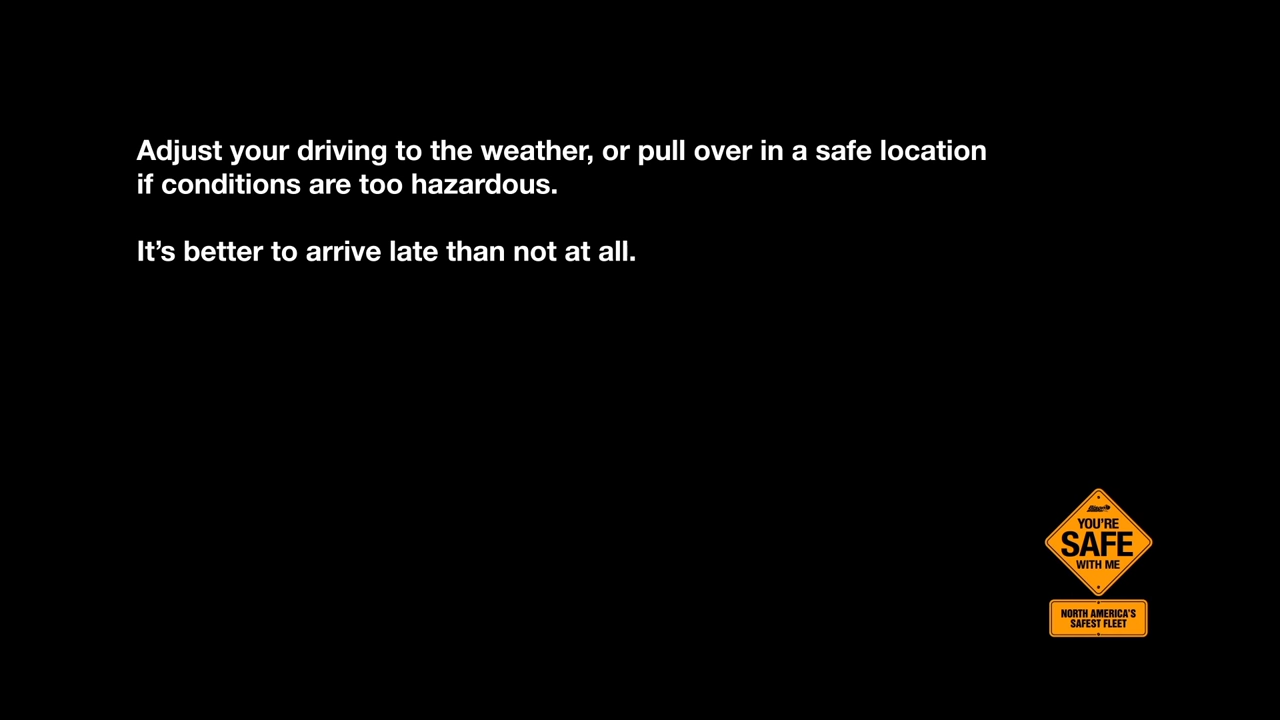 Adjust your driving to the weather, or pull over in a safe location
if conditions are too hazardous.
It’s better to arrive late than not at all.
YOU’RE
SAFE
WITH ME
NORTH AMERICA’S
SAFEST FLEET